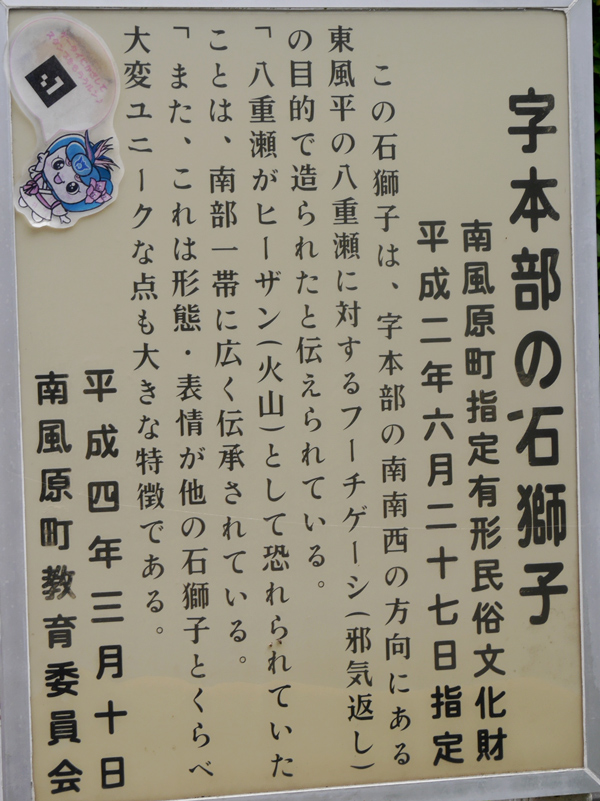 字本部の石獅子
南風原町指定有形民俗文化財
平成二年六月二十七日指定
この石獅子は、字本部の南南西の方向にある
東風平の八重瀬に対するフーチゲーシ(邪気返し)
の目的で造られたと伝えられている。
「八重瀬がヒーザン(火山)として恐れられていた
ことは、南部一帯に広く伝承されている。
「また、これは形態・表情が他の石獅子とくらべ
大変ユニークな点も大きな特徴である。
平成四年三月十日
南風原町教育委員会